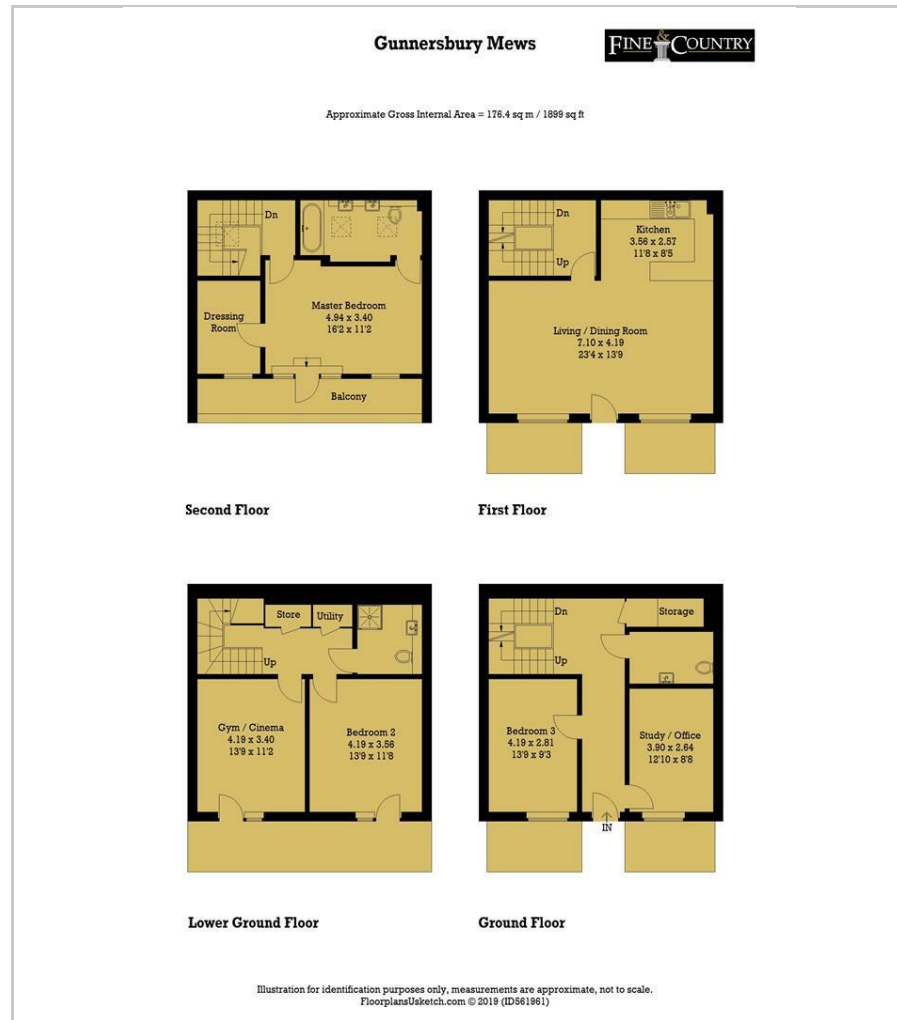 Gunnersbury Mews
FINE & COUNTRY
Approximate Gross Internal Area = 176.4 sq m / 1899 sq ft
Dn
Dressing
Room
Master Bedroom
4.94 x 3.40
16'2 x 11'2
Balcony
Second Floor
Dn
Up
Kitchen
3.56 x 2.57
11'8 x 8'5
Living / Dining Room
7.10 x 4.19
23'4 x 13'9
First Floor
Store
Utility
Up
Gym / Cinema
4.19 x 3.40
13'9 x 11'2
Bedroom 2
4.19 x 3.56
13'9 x 11'8
Lower Ground Floor
Dn
Up
Storage
Bedroom 3
4.19 x 2.81
13'9 x 9'3
Study / Office
3.90 x 2.64
12'10 x 8'8
IN
Ground Floor
Illustration for identification purposes only, measurements are approximate, not to scale.
FloorplansUsketch.com © 2019 (ID561961)